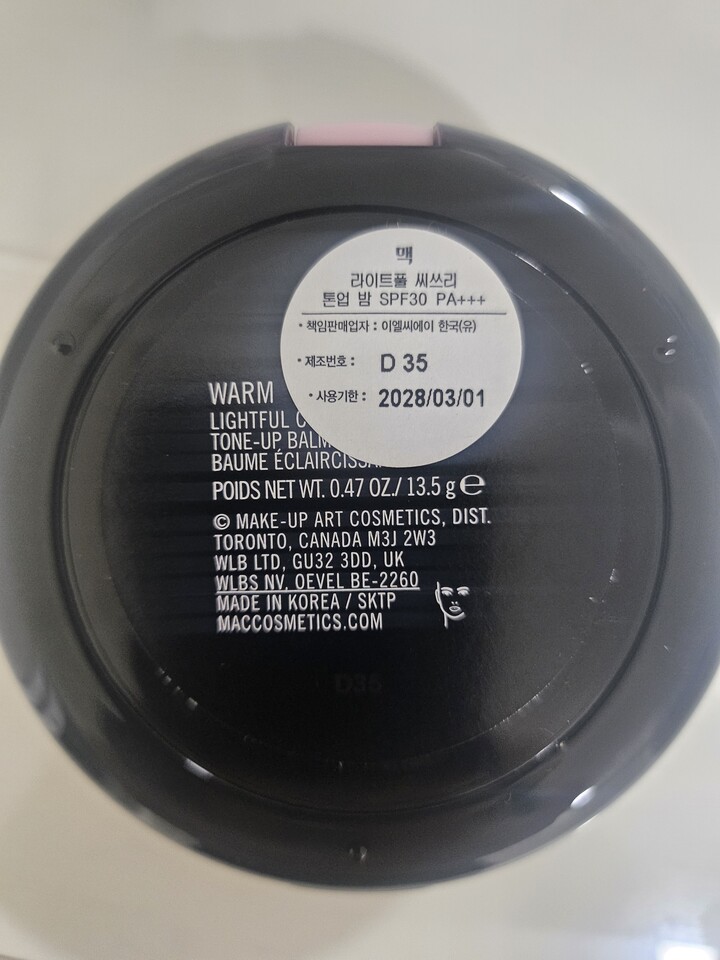 맥
라이트풀 씨쓰리
톤업 밤 SPF30 PA+++
• 책임판매업자 : 이엘씨에이 한국(유)
• 제조번호 : D 35
• 사용기한 : 2028/03/01
WARM
LIGHTFUL
TONE-UP BALM
BAUME
POIDS NET WT. 0.47 OZ./ 13.5 g ℮
© MAKE-UP ART COSMETICS, DIST.
TORONTO, CANADA M3J 2W3
WLB LTD, GU32 3DD, UK
WLBS NV, OEVEL BE-2260
MADE IN KOREA / SKTP
MACCOSMETICS.COM
D35